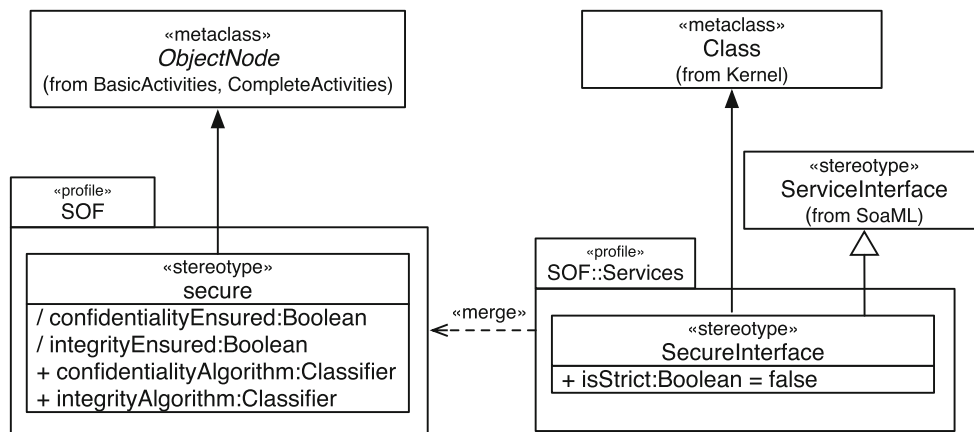 «metaclass»
ObjectNode
(from BasicActivities, CompleteActivities)
«metaclass»
Class
(from Kernel)
«stereotype»
ServiceInterface
(from SoaML)
«profile»
SOF
«stereotype»
secure
/ confidentialityEnsured:Boolean
/ integrityEnsured:Boolean
+ confidentialityAlgorithm:Classifier
+ integrityAlgorithm:Classifier
«merge»
«profile»
SOF::Services
«stereotype»
SecureInterface
+ isStrict:Boolean = false